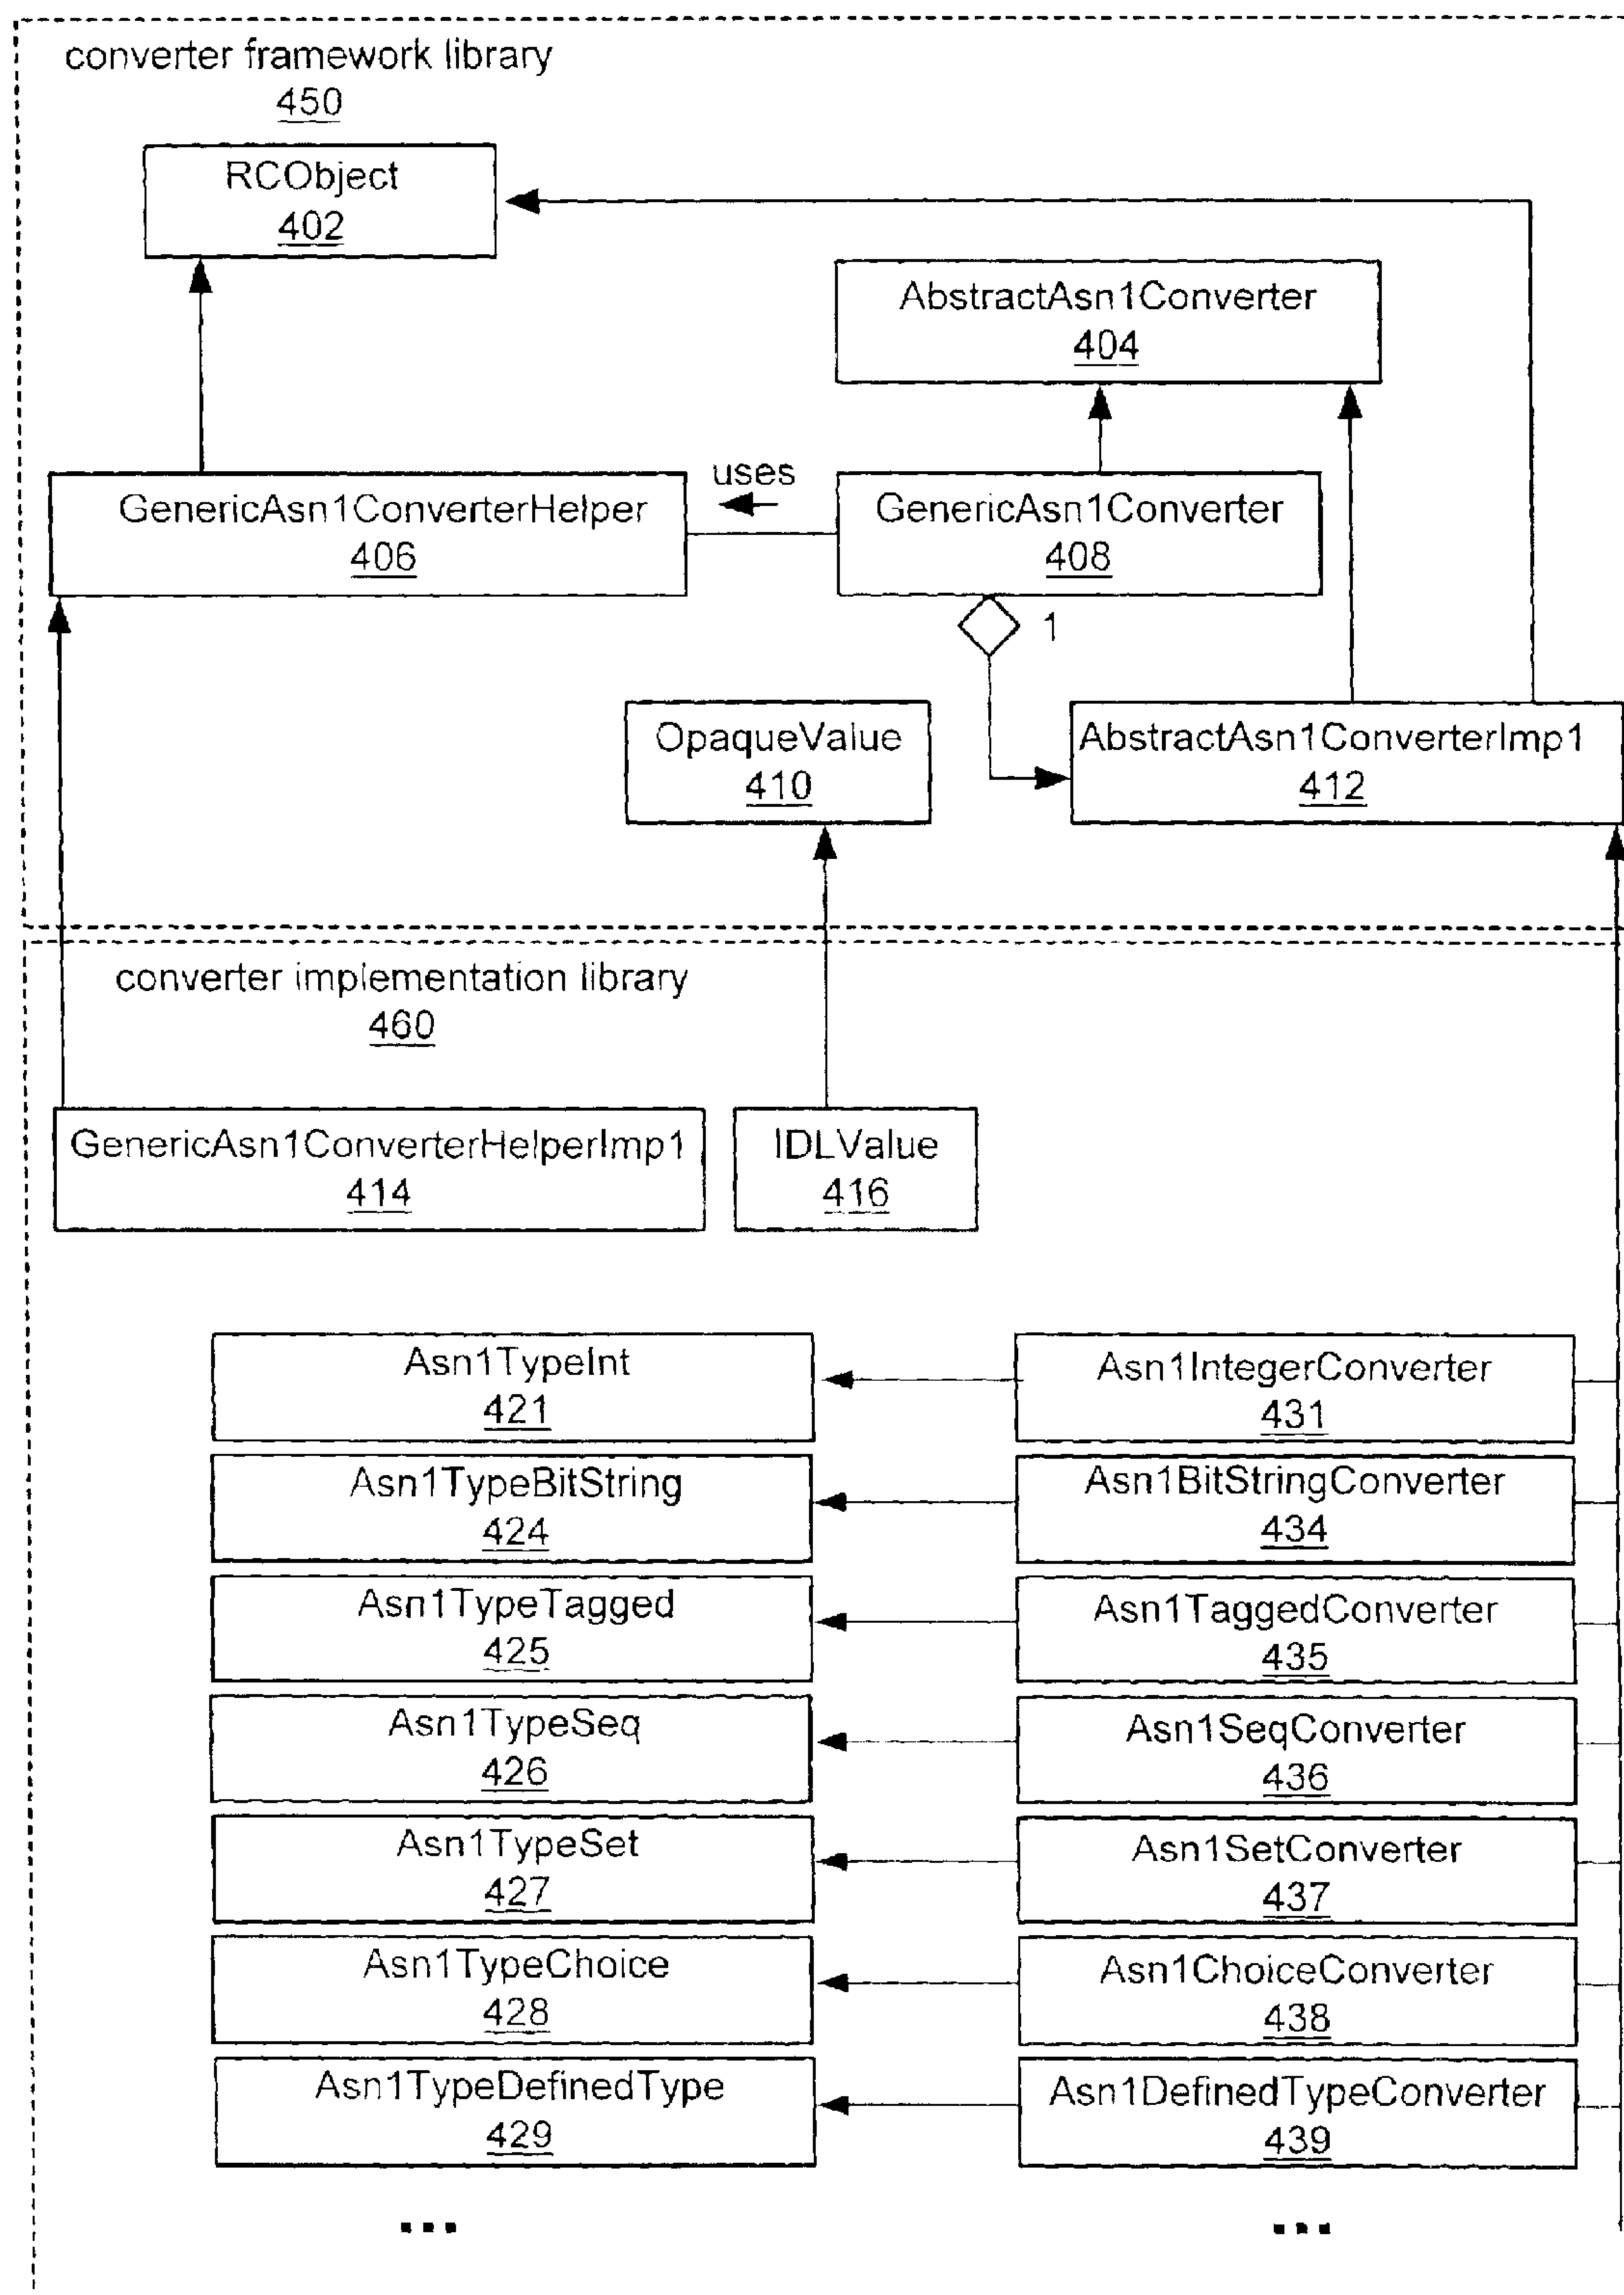 converter framework library
450
RCObject
402
AbstractAsn1Converter
404
GenericAsn1ConverterHelper
406
uses
GenericAsn1Converter
408
1
OpaqueValue
410
AbstractAsn1ConverterImp1
412
converter implementation library
460
GenericAsn1ConverterHelperImp1
414
IDLValue
416
Asn1TypeInt
421
Asn1IntegerConverter
431
Asn1TypeBitString
424
Asn1BitStringConverter
434
Asn1TypeTagged
425
Asn1TaggedConverter
435
Asn1TypeSeq
426
Asn1SeqConverter
436
Asn1TypeSet
427
Asn1SetConverter
437
Asn1TypeChoice
428
Asn1ChoiceConverter
438
Asn1TypeDefinedType
429
Asn1DefinedTypeConverter
439
...
...